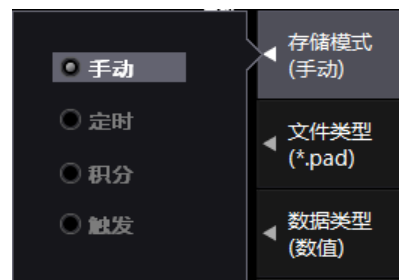 手动
定时
积分
触发
存储模式
(手动)
文件类型
(*.pad)
数据类型
(数值)